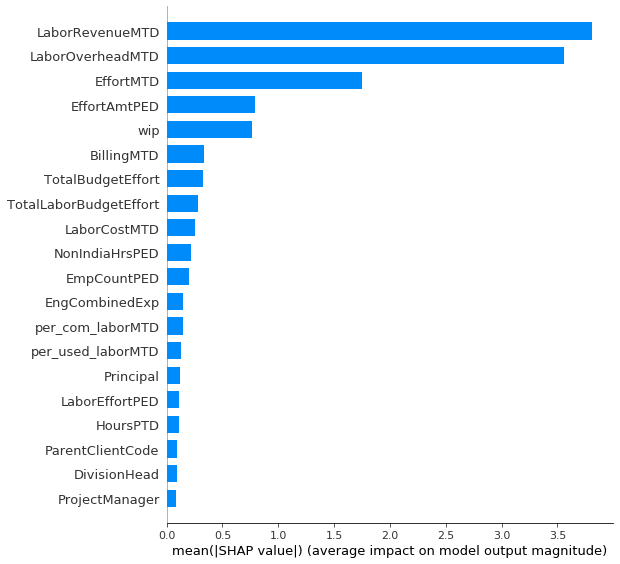 LaborRevenueMTD
LaborOverheadMTD
EffortMTD
EffortAmtPED
wip
BillingMTD
TotalBudgetEffort
TotalLaborBudgetEffort
LaborCostMTD
NonIndiaHrsPED
EmpCountPED
EngCombinedExp
per_com_laborMTD
per_used_laborMTD
Principal
LaborEffortPED
HoursPTD
ParentClientCode
DivisionHead
ProjectManager
0.0 0.5 1.0 1.5 2.0 2.5 3.0 3.5
mean(|SHAP value|) (average impact on model output magnitude)